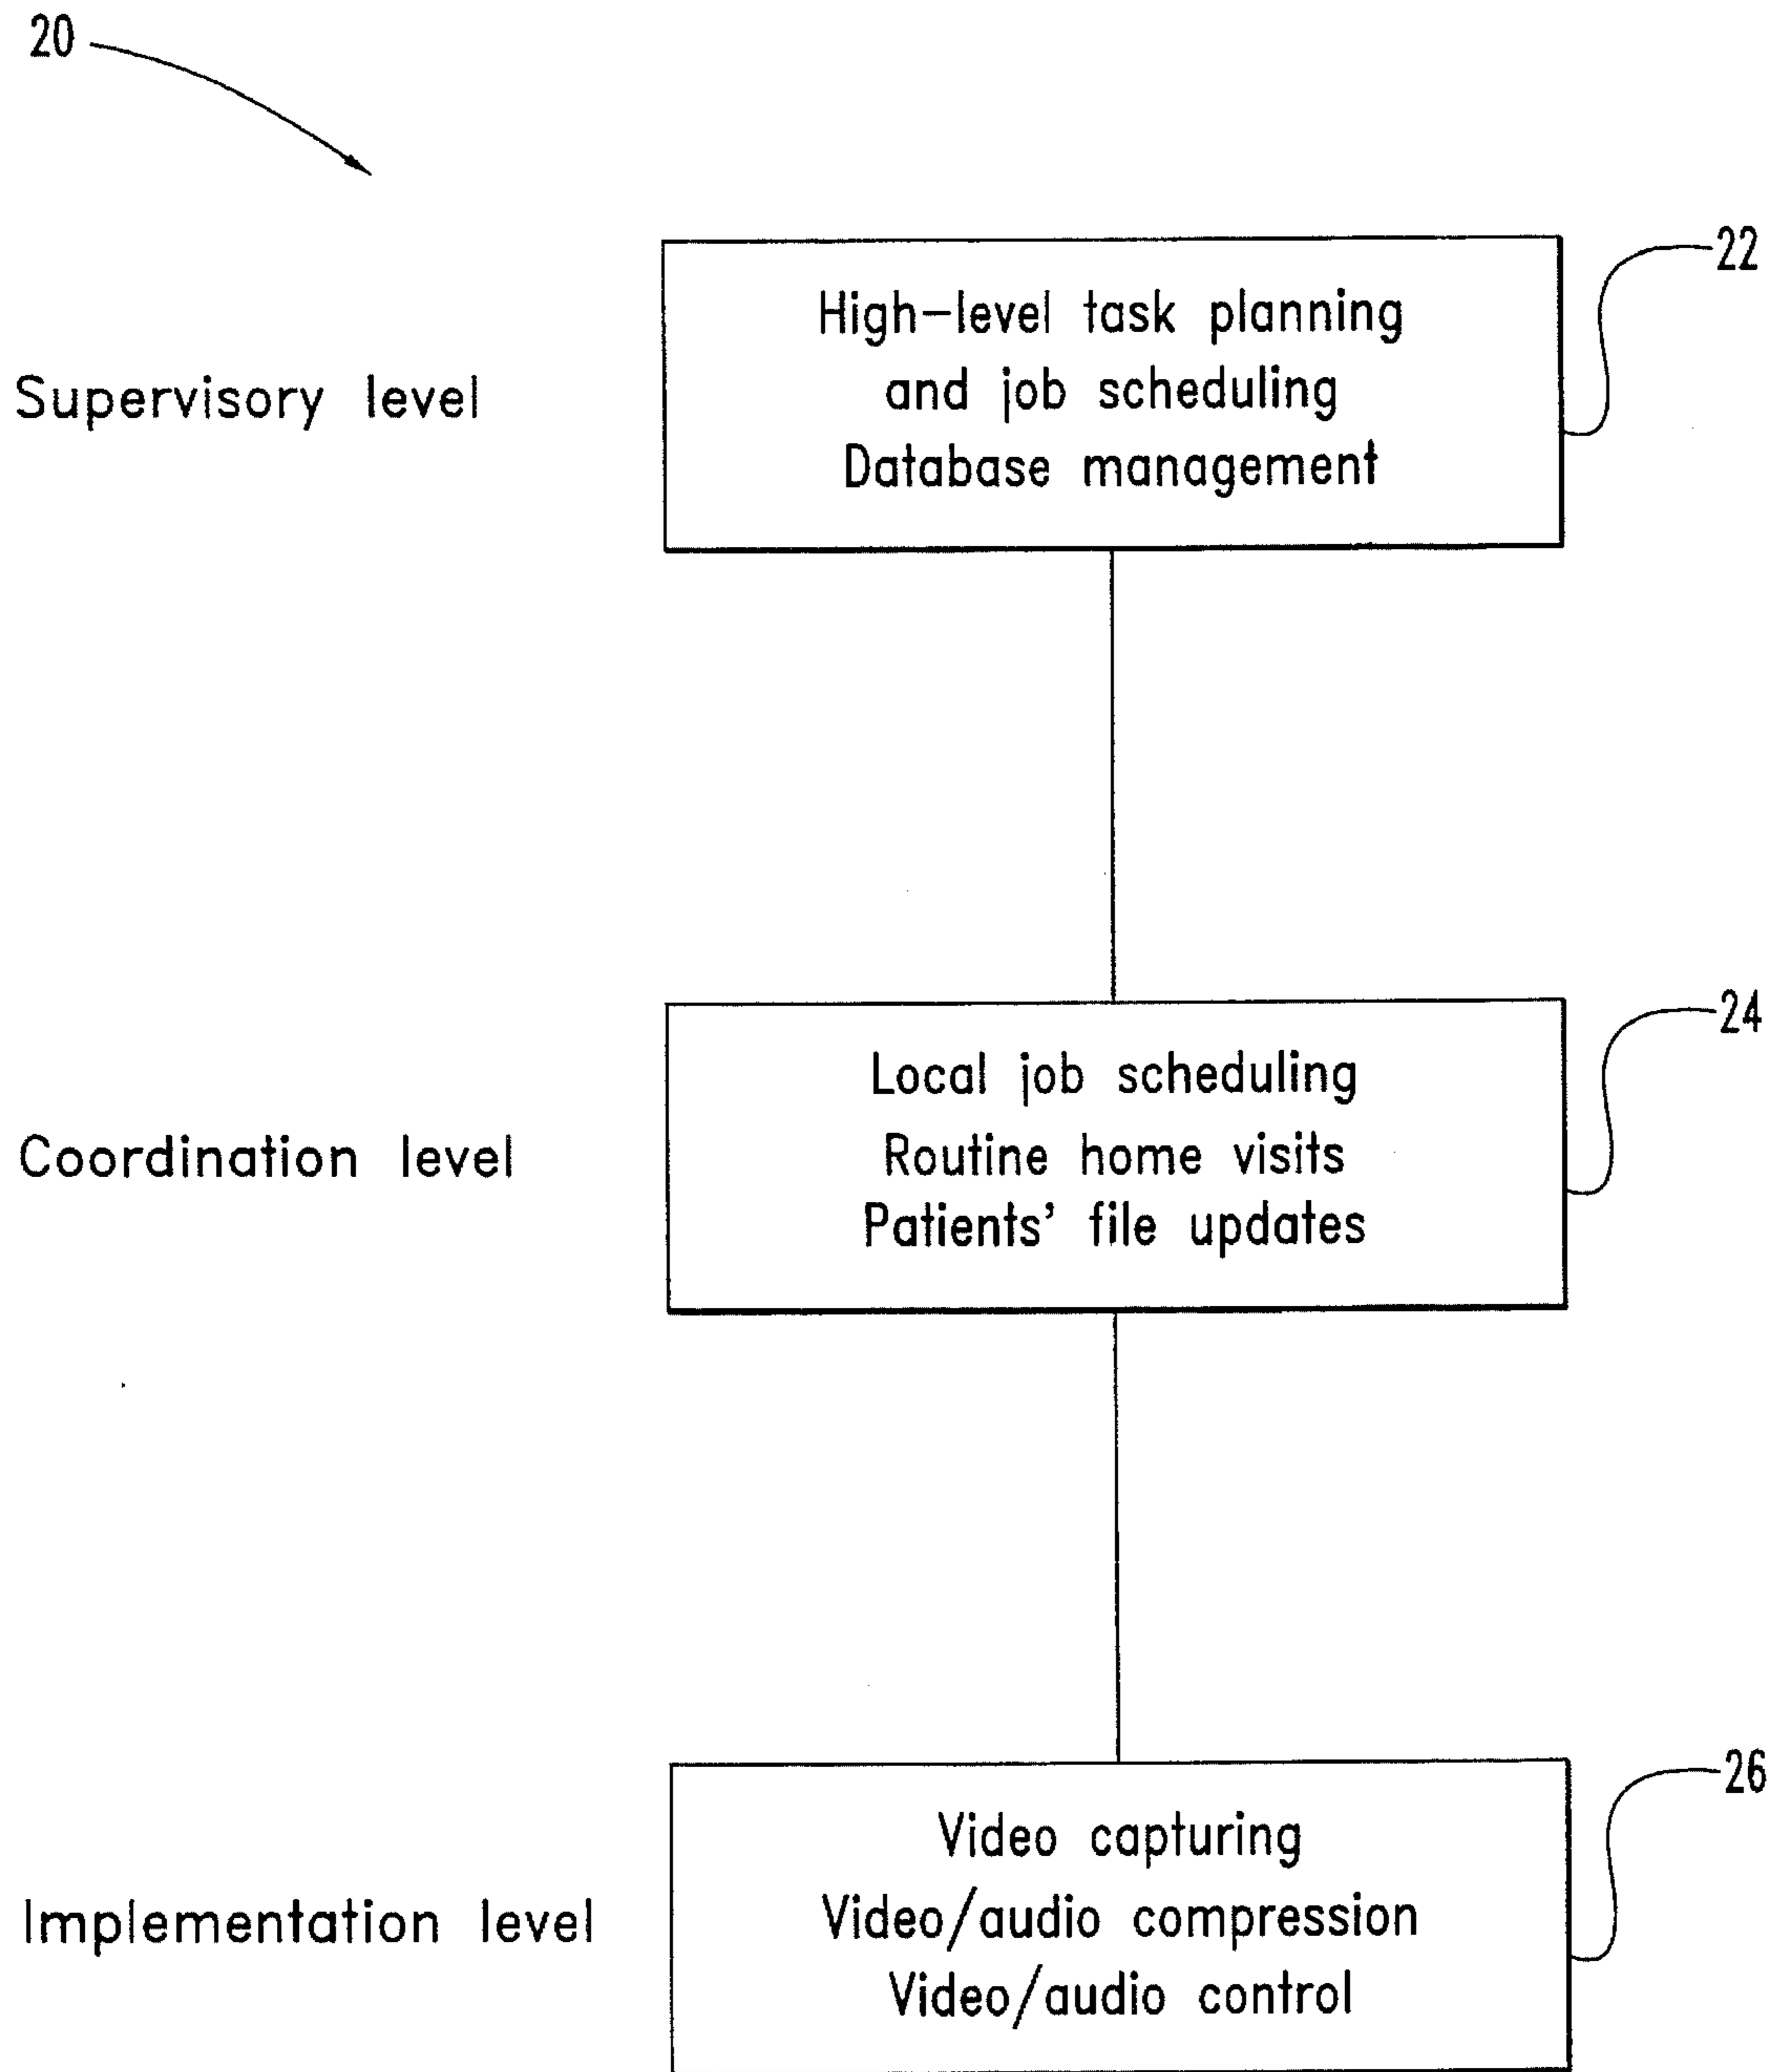 20
22
High-level task planning
and job scheduling
Database management
Supervisory level
24
Local job scheduling
Routine home visits
Patients' file updates
Coordination level
26
Video capturing
Video/audio compression
Video/audio control
Implementation level